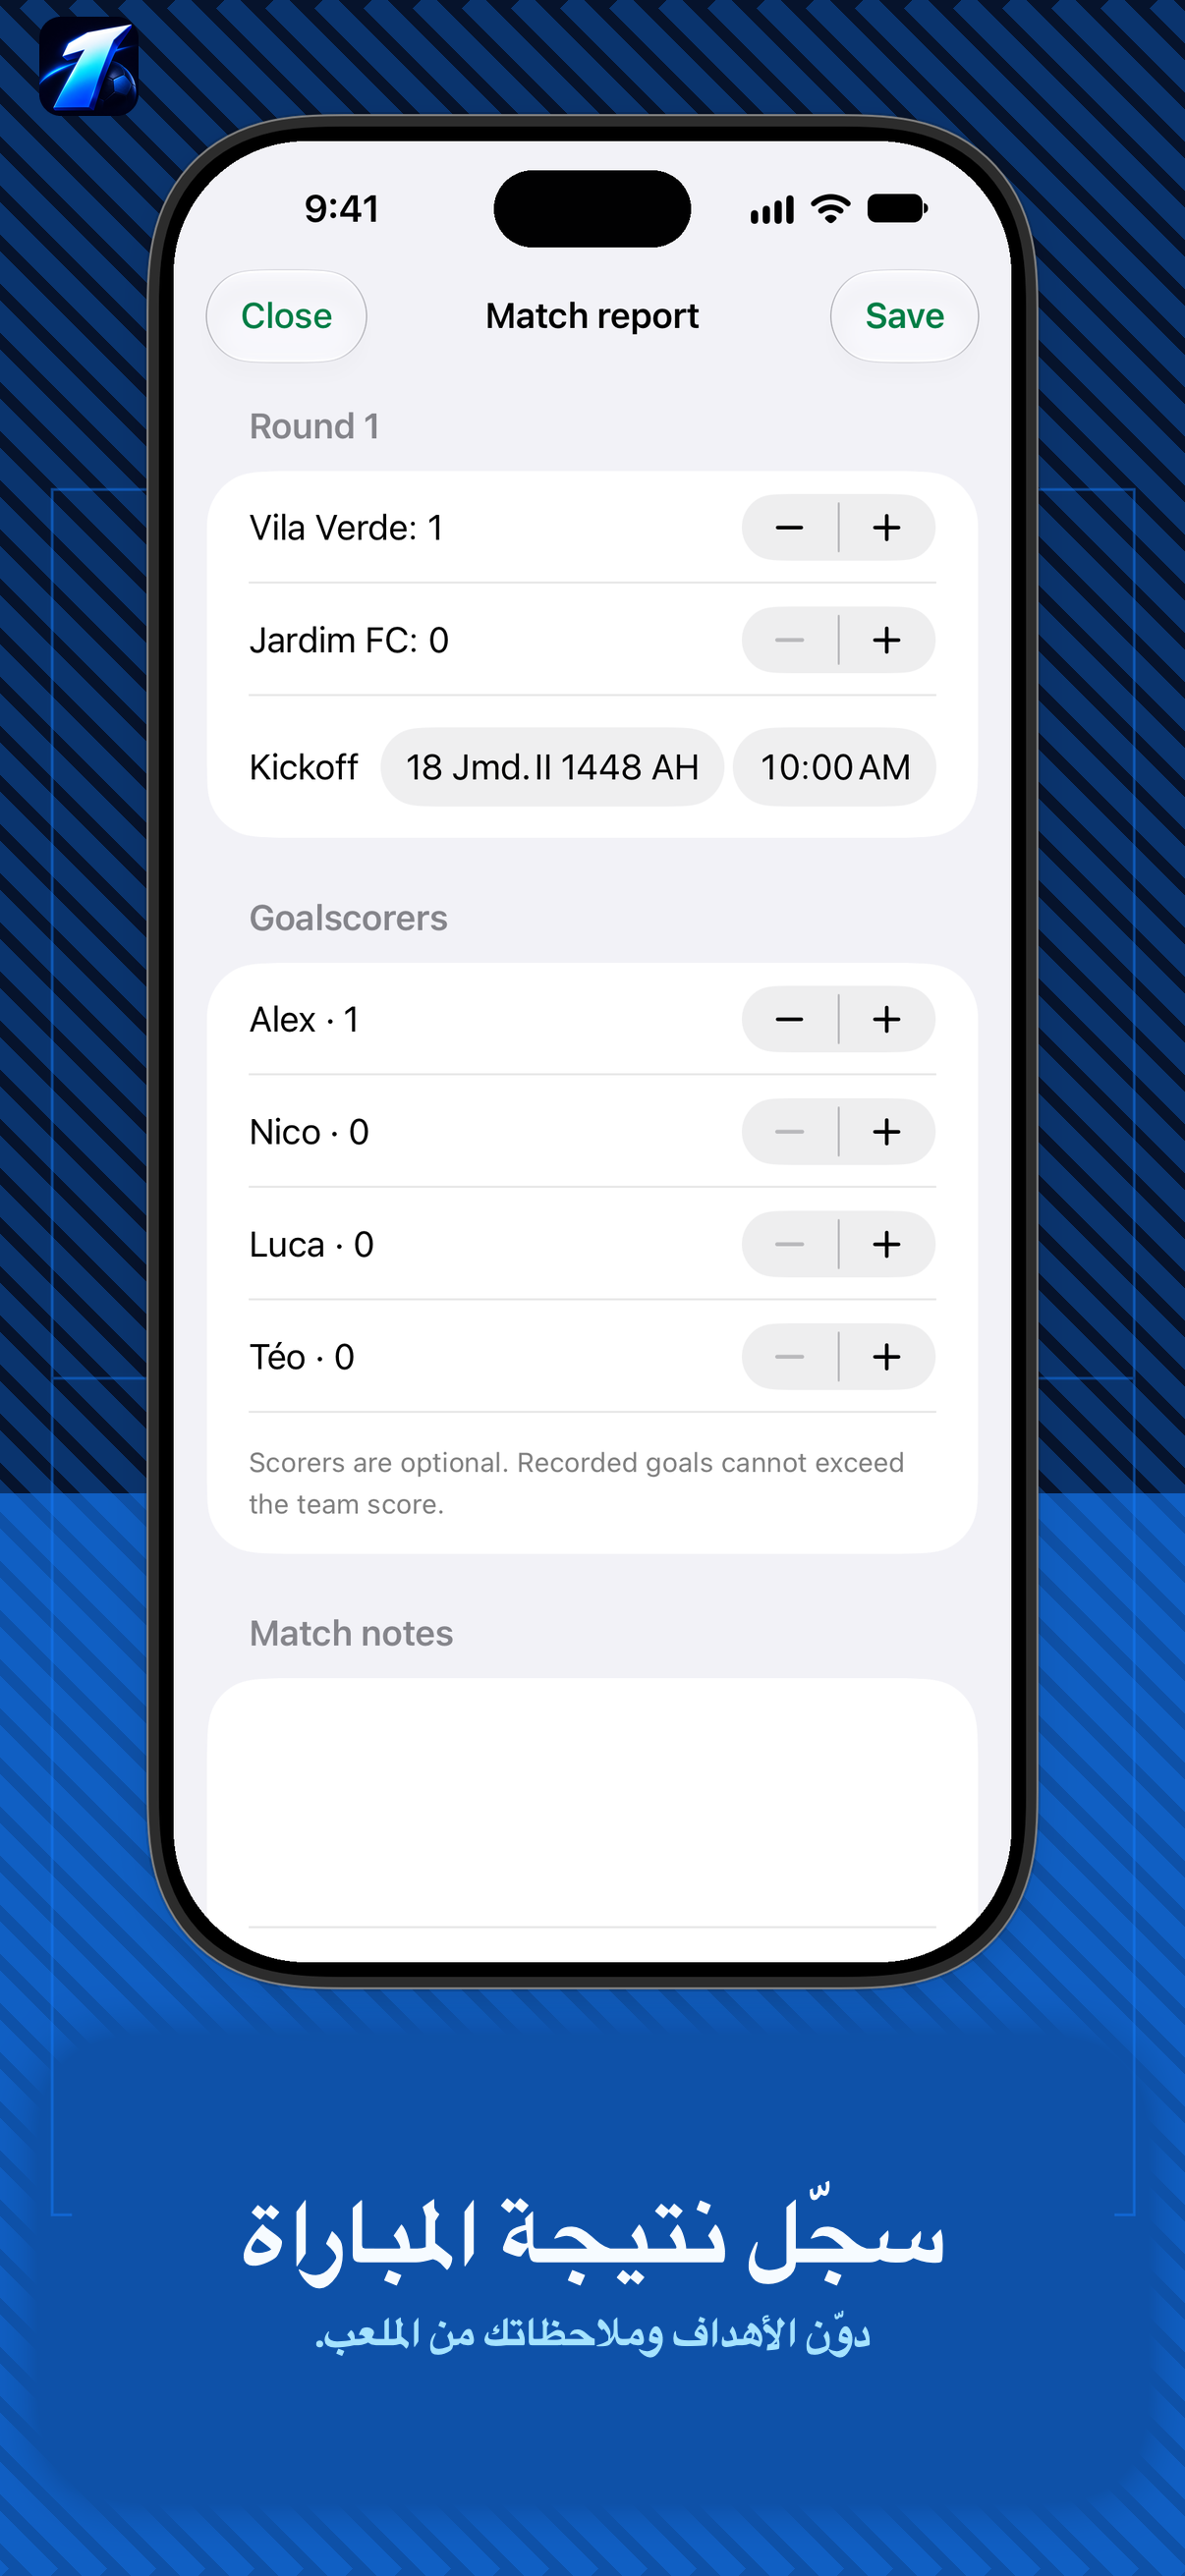 1
9:41
Close
Match report
Save
Round 1
Vila Verde: 1
Jardim FC: 0
Kickoff
18 Jmd. II 1448 AH
10:00 AM
Goalscorers
Alex · 1
Nico · 0
Luca · 0
Téo · 0
Scorers are optional. Recorded goals cannot exceed
the team score.
Match notes
سجّل نتيجة المباراة
دوّن الأهداف وملاحظاتك من الملعب.